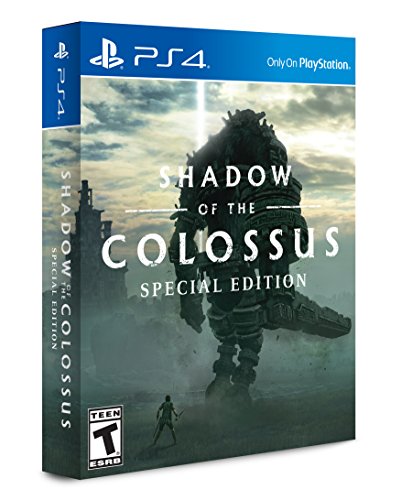 PS4
Only On PlayStation.
SHADOW
OF THE
COLOSSUS
SPECIAL EDITION
TEEN
T
ESRB
PS4
SHADOW OF THE COLOSSUS
SPECIAL EDITION